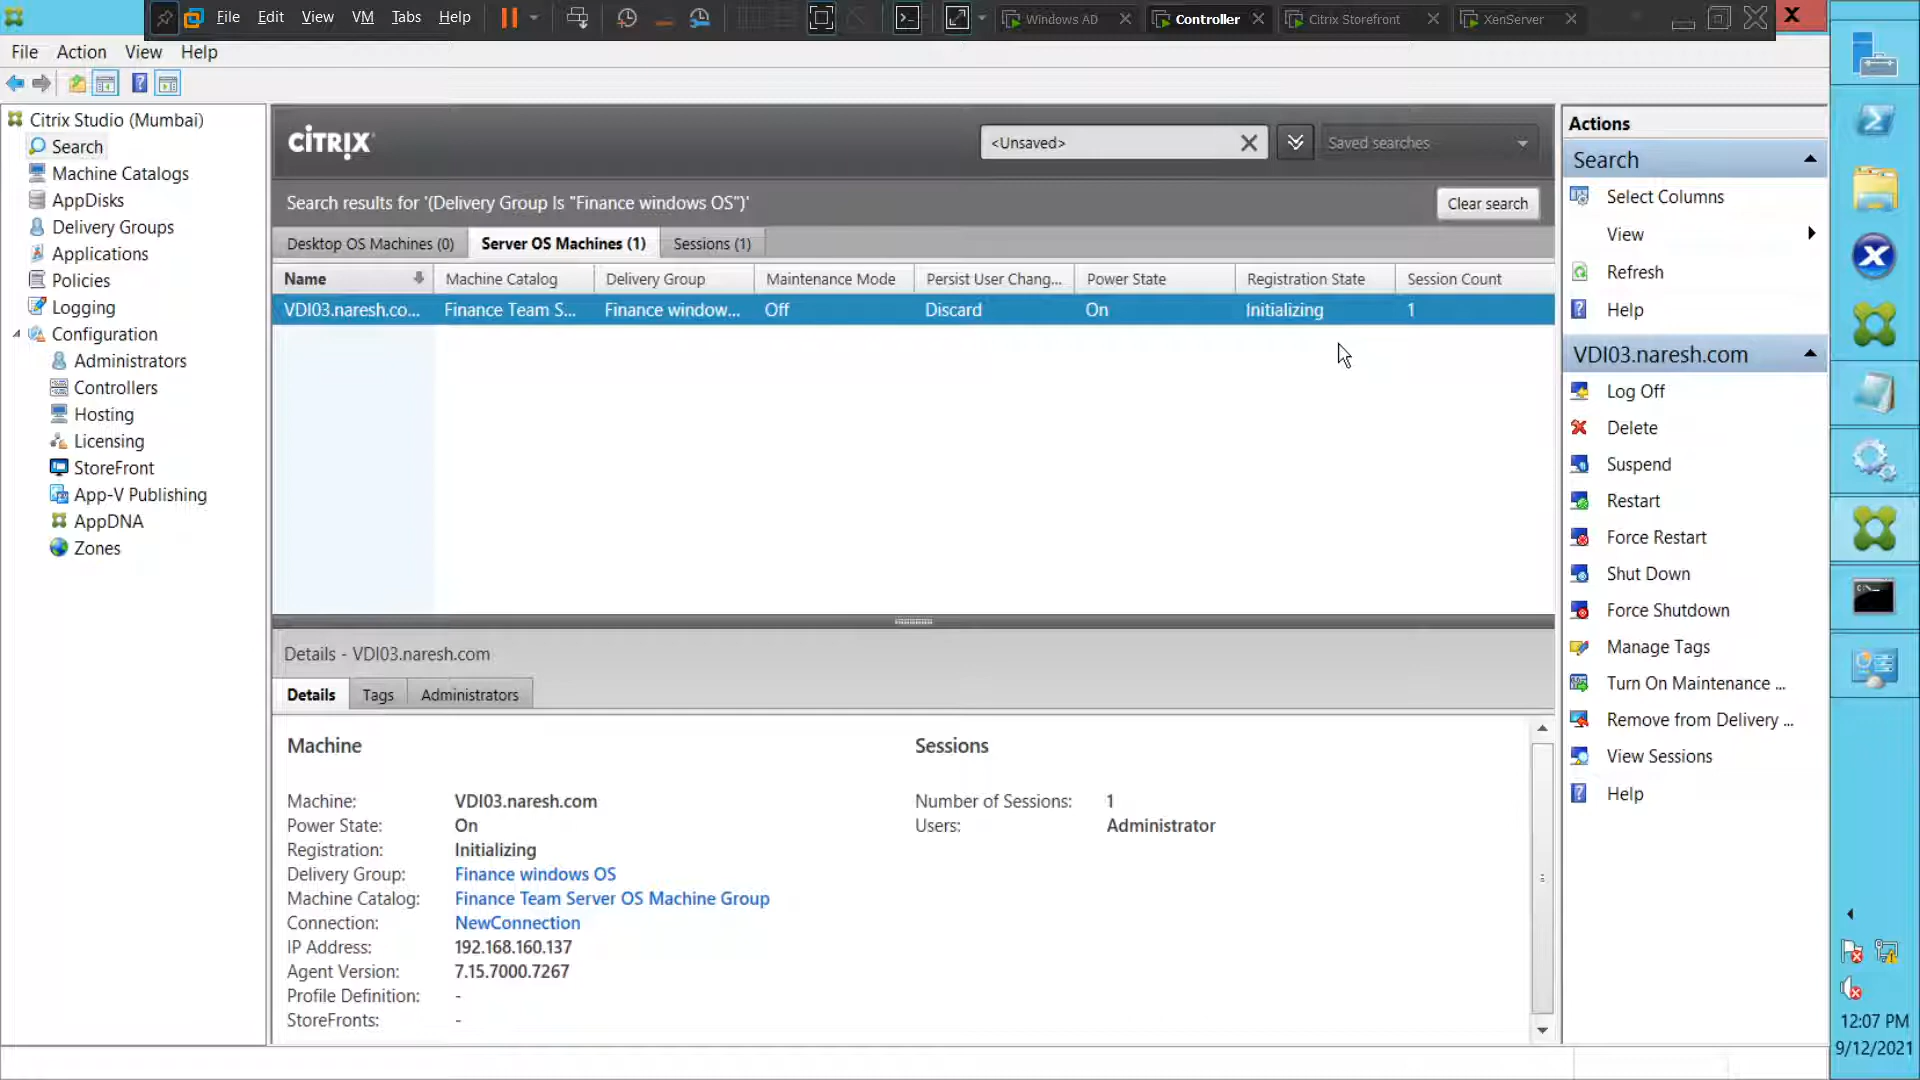 File Edit View VM Tabs Help
Windows AD
Controller
Citrix Storefront
XenServer
X
File Action View Help
Citrix Studio (Mumbai)
Search
Machine Catalogs
AppDisks
Delivery Groups
Applications
Policies
Logging
Configuration
Administrators
Controllers
Hosting
Licensing
StoreFront
App-V Publishing
AppDNA
Zones
CİTRIX
<Unsaved>
Saved searches
Search results for '(Delivery Group Is "Finance windows OS")'
Clear search
Desktop OS Machines (0)
Server OS Machines (1)
Sessions (1)
Name Machine Catalog Delivery Group Maintenance Mode Persist User Chang... Power State Registration State Session Count
VDI03.naresh.co... Finance Team S... Finance window... Off Discard On Initializing 1
Details - VDI03.naresh.com
Details Tags Administrators
Machine
Machine: VDI03.naresh.com
Power State: On
Registration: Initializing
Delivery Group: Finance windows OS
Machine Catalog: Finance Team Server OS Machine Group
Connection: NewConnection
IP Address: 192.168.160.137
Agent Version: 7.15.7000.7267
Profile Definition: -
StoreFronts: -
Sessions
Number of Sessions: 1
Users: Administrator
Actions
Search
Select Columns
View
Refresh
Help
VDI03.naresh.com
Log Off
Delete
Suspend
Restart
Force Restart
Shut Down
Force Shutdown
Manage Tags
Turn On Maintenance ...
Remove from Delivery ...
View Sessions
Help
12:07 PM
9/12/2021